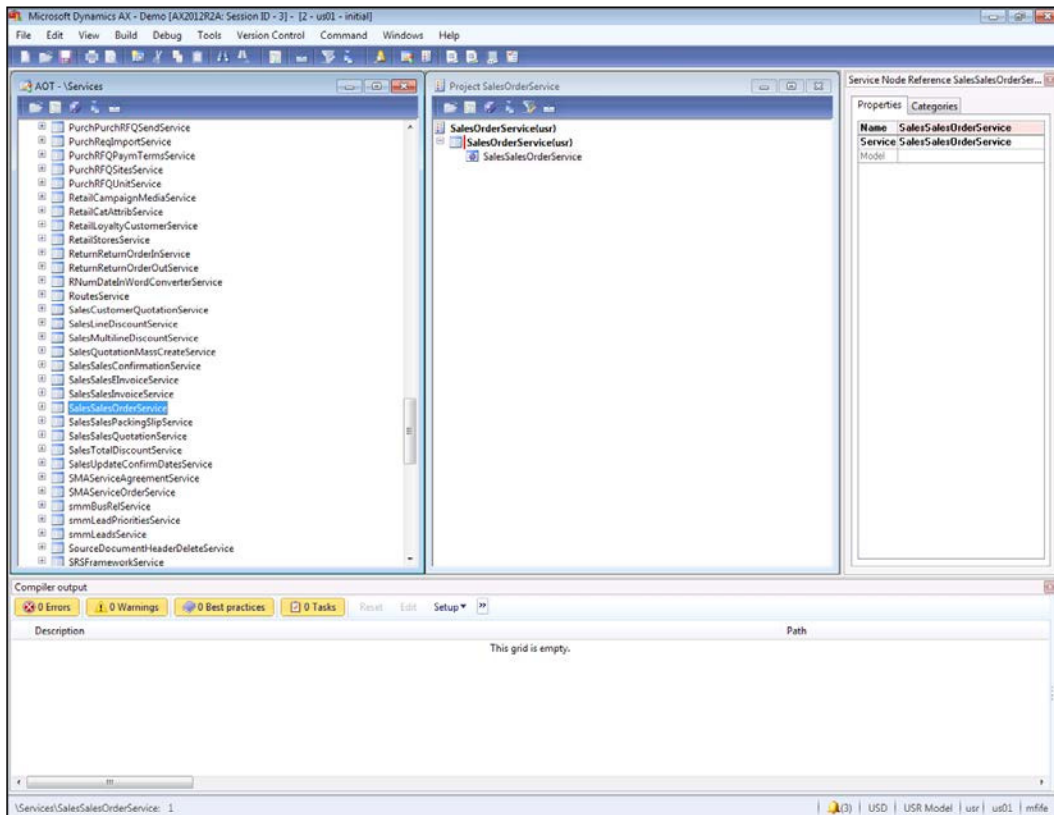 Microsoft Dynamics AX - Demo [AX2012R2A: Session ID - 3] - [2 - us01 - initial]
File Edit View Build Debug Tools Version Control Command Windows Help
AOT - \Services
PurchPurchRFQSendService
PurchReqImportService
PurchRFQPaymTermsService
PurchRFQSitesService
PurchRFQUnitService
RetailCampaignMediaService
RetailCatAttribService
RetailLoyaltyCustomerService
RetailStoresService
ReturnReturnOrderInService
ReturnReturnOrderOutService
RNumDateInWordConverterService
RoutesService
SalesCustomerQuotationService
SalesLineDiscountService
SalesMultilineDiscountService
SalesQuotationMassCreateService
SalesSalesConfirmationService
SalesSalesEInvoiceService
SalesSalesInvoiceService
SalesSalesOrderService
SalesSalesPackingSlipService
SalesSalesQuotationService
SalesTotalDiscountService
SalesUpdateConfirmDatesService
SMAServiceAgreementService
SMAServiceOrderService
smmBusRelService
smmLeadPrioritiesService
smmLeadsService
SourceDocumentHeaderDeleteService
SRSFrameworkService
Project SalesOrderService
SalesOrderService(usr)
SalesOrderService(usr)
SalesSalesOrderService
Service Node Reference SalesSalesOrderSer...
Properties Categories
Name SalesSalesOrderService
Service SalesSalesOrderService
Model
Compiler output
0 Errors 0 Warnings 0 Best practices 0 Tasks Reset Edit Setup
Description Path
This grid is empty.
\Services\SalesSalesOrderService: 1
(3) USD USR Model usr us01 mfife